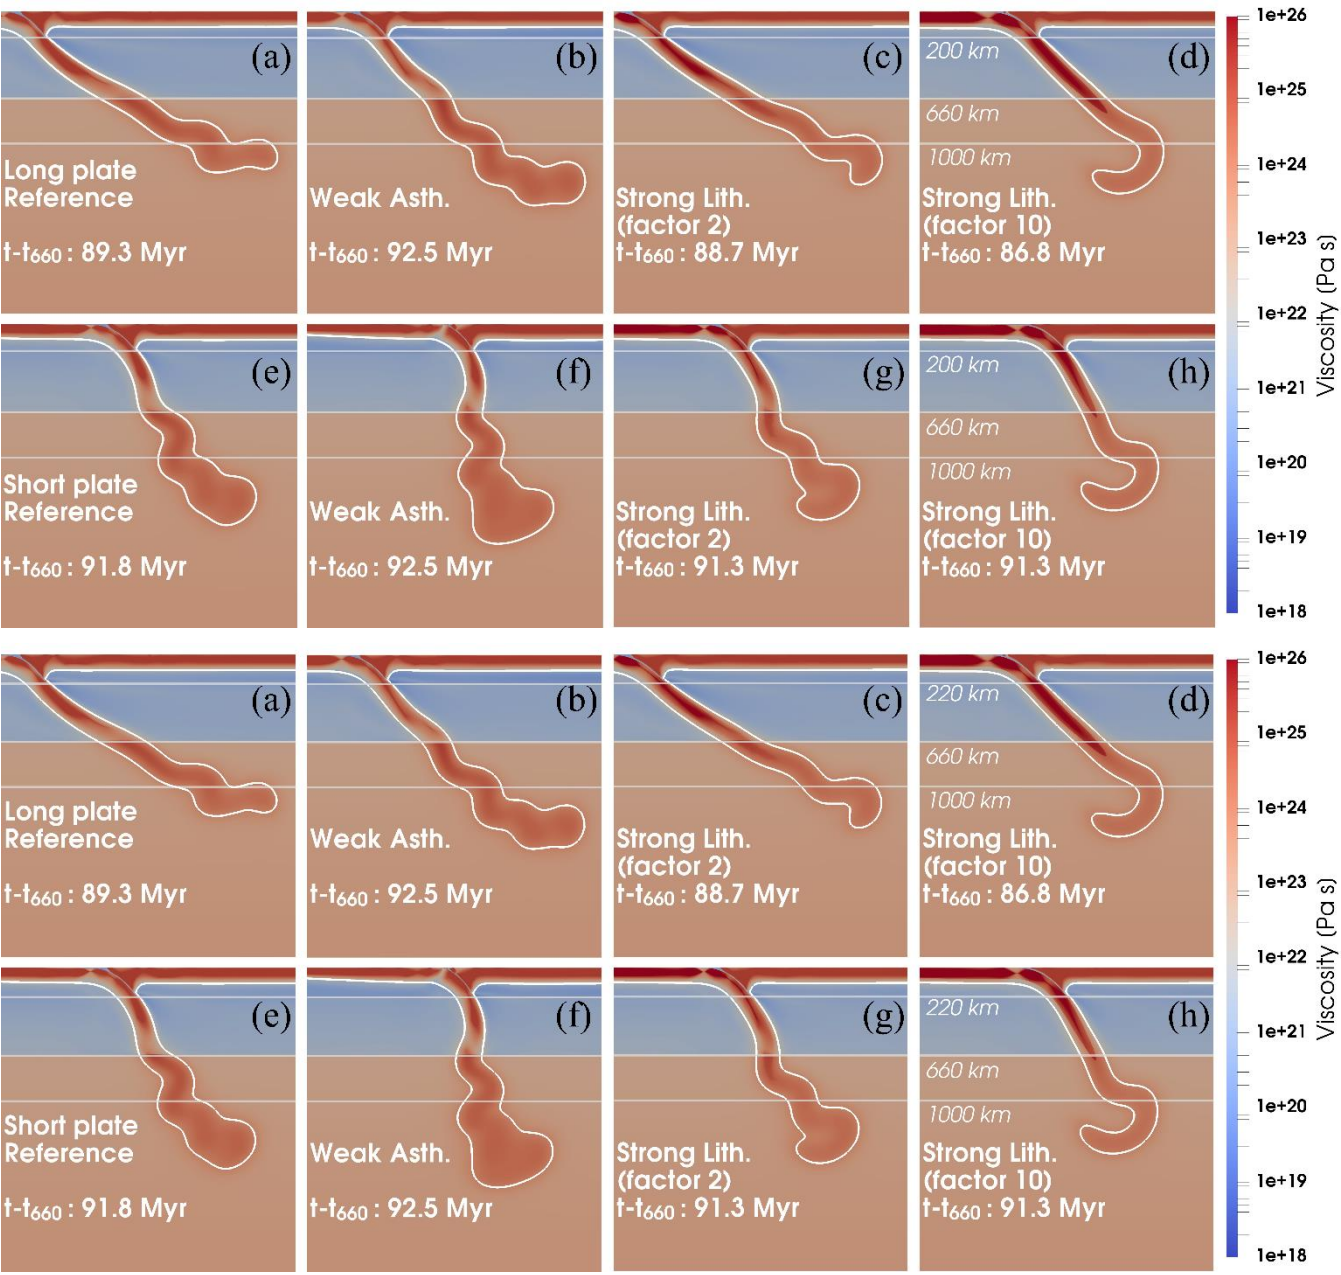 (a)
Long plate
Reference
t-t660 : 89.3 Myr
(b)
Weak Asth.
t-t660 : 92.5 Myr
(c)
Strong Lith.
(factor 2)
t-t660 : 88.7 Myr
200 km
(d)
660 km
1000 km
Strong Lith.
(factor 10)
t-t660 : 86.8 Myr
(e)
Short plate
Reference
t-t660 : 91.8 Myr
(f)
Weak Asth.
t-t660 : 92.5 Myr
(g)
Strong Lith.
(factor 2)
t-t660 : 91.3 Myr
200 km
(h)
660 km
1000 km
Strong Lith.
(factor 10)
t-t660 : 91.3 Myr
1e+26
1e+25
1e+24
1e+23
1e+22
1e+21
1e+20
1e+19
1e+18
Viscosity (Pa s)
(a)
Long plate
Reference
t-t660 : 89.3 Myr
(b)
Weak Asth.
t-t660 : 92.5 Myr
(c)
Strong Lith.
(factor 2)
t-t660 : 88.7 Myr
220 km
(d)
660 km
1000 km
Strong Lith.
(factor 10)
t-t660 : 86.8 Myr
(e)
Short plate
Reference
t-t660 : 91.8 Myr
(f)
Weak Asth.
t-t660 : 92.5 Myr
(g)
Strong Lith.
(factor 2)
t-t660 : 91.3 Myr
220 km
(h)
660 km
1000 km
Strong Lith.
(factor 10)
t-t660 : 91.3 Myr
1e+26
1e+25
1e+24
1e+23
1e+22
1e+21
1e+20
1e+19
1e+18
Viscosity (Pa s)